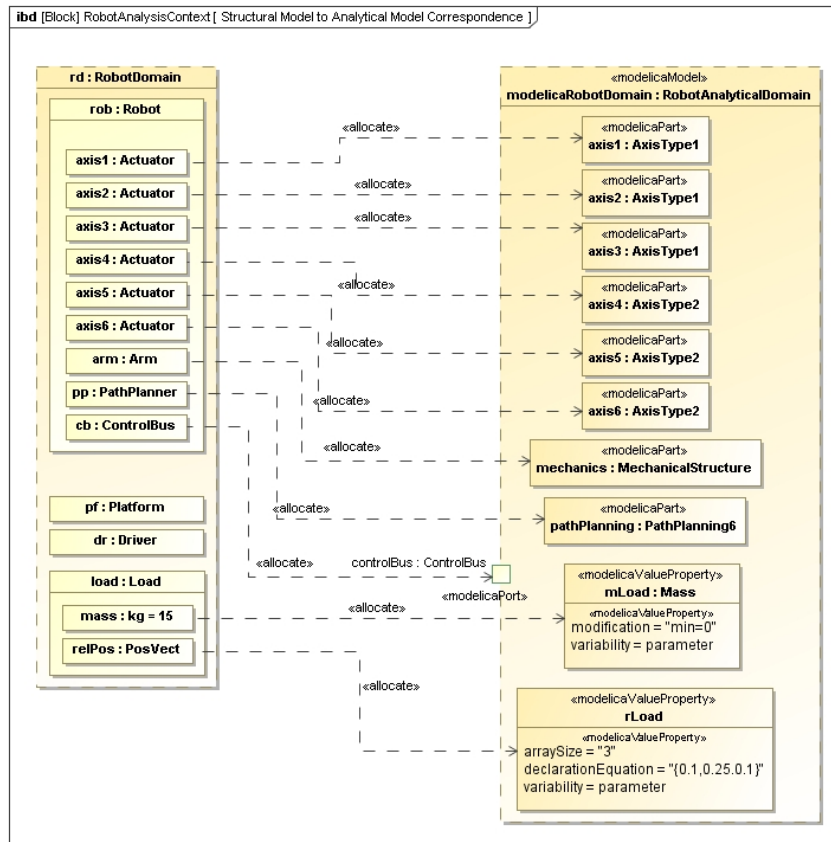 ibd [Block] RobotAnalysisContext [ Structural Model to Analytical Model Correspondence ]
rd : RobotDomain
rob : Robot
axis1 : Actuator
axis2 : Actuator
axis3 : Actuator
axis4 : Actuator
axis5 : Actuator
axis6 : Actuator
arm : Arm
pp : PathPlanner
cb : ControlBus
pf : Platform
dr : Driver
load : Load
mass : kg = 15
relPos : PosVect
«allocate»
«allocate»
«allocate»
«allocate»
«allocate»
«allocate»
«allocate»
«allocate»
«allocate»
«allocate»
controlBus : ControlBus
«modelicaPort»
«modelicaModel»
modelicaRobotDomain : RobotAnalyticalDomain
«modelicaPart»
axis1 : AxisType1
«modelicaPart»
axis2 : AxisType1
«modelicaPart»
axis3 : AxisType1
«modelicaPart»
axis4 : AxisType2
«modelicaPart»
axis5 : AxisType2
«modelicaPart»
axis6 : AxisType2
«modelicaPart»
mechanics : MechanicalStructure
«modelicaPart»
pathPlanning : PathPlanning6
«modelicaValueProperty»
mLoad : Mass
«modelicaValueProperty»
modification = "min=0"
variability = parameter
«modelicaValueProperty»
rLoad
«modelicaValueProperty»
arraySize = "3"
declarationEquation = "{0.1,0.25.0.1}"
variability = parameter